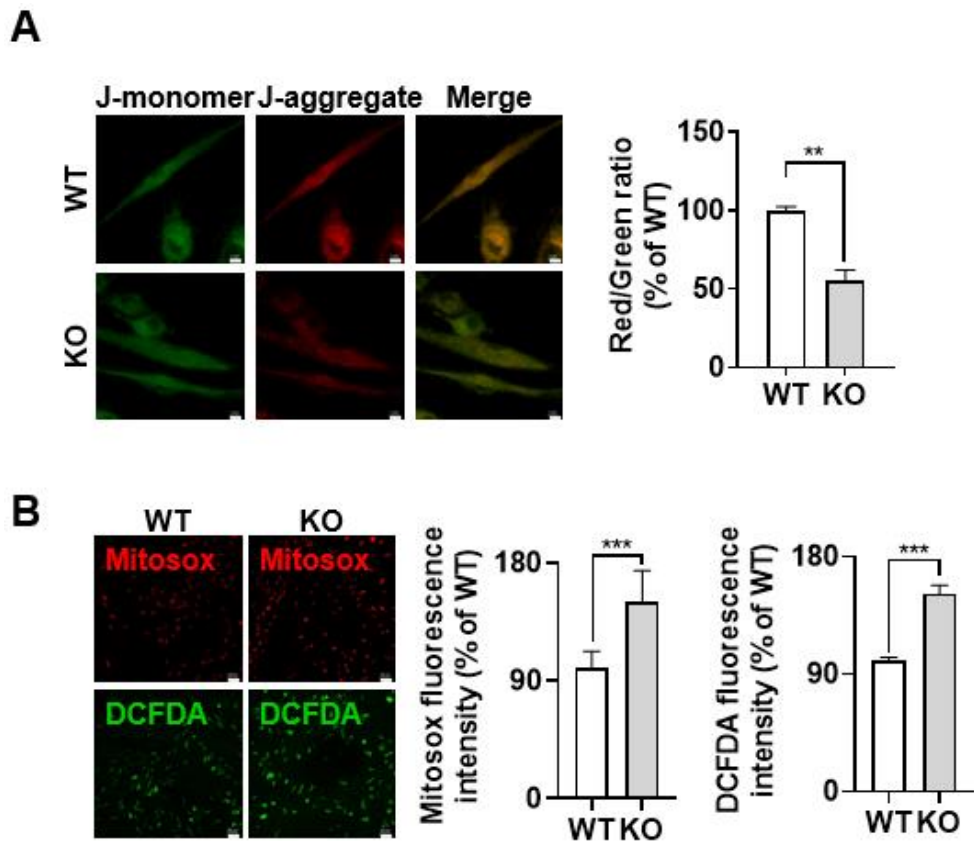 A
J-monomer J-aggregate Merge
WT
KO
Red/Green ratio
(% of WT)
150
100
50
0
**
WT KO
B
WT KO
Mitosox Mitosox
DCFDA DCFDA
Mitosox fluorescence
intensity (% of WT)
180
90
0
***
WT KO
DCFDA fluorescence
intensity (% of WT)
180
90
0
***
WT KO